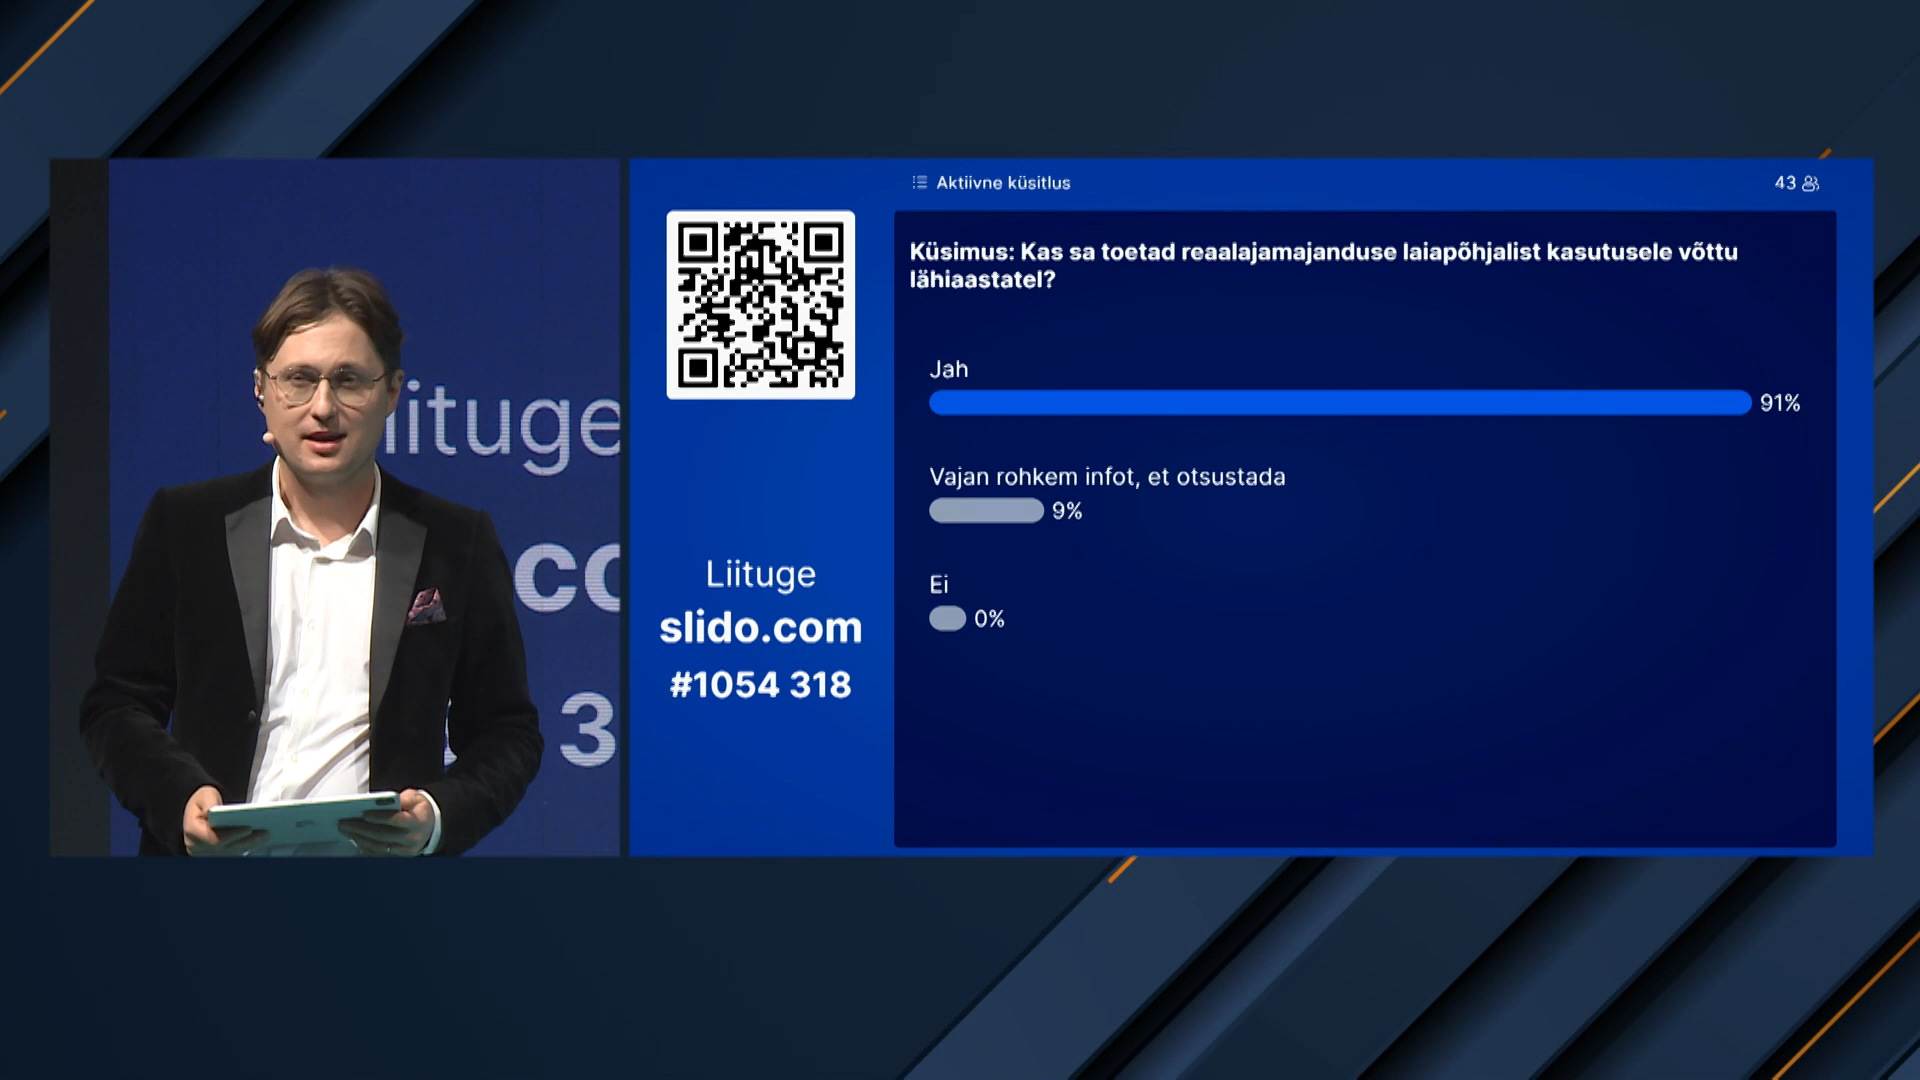 iituge
co
3
Liituge
slido.com
#1054 318
Aktiivne küsitlus
43
Küsimus: Kas sa toetad reaalajamajanduse laiapõhjalist kasutusele võttu
lähiaastatel?
Jah
91%
Vajan rohkem infot, et otsustada
9%
Ei
0%